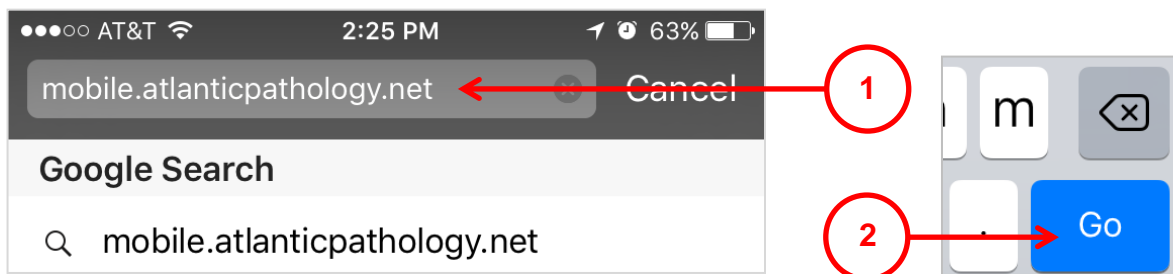 AT&T 2:25 PM 63%
mobile.atlanticpathology.net Cancel
1
Google Search
mobile.atlanticpathology.net
m
.
Go
2